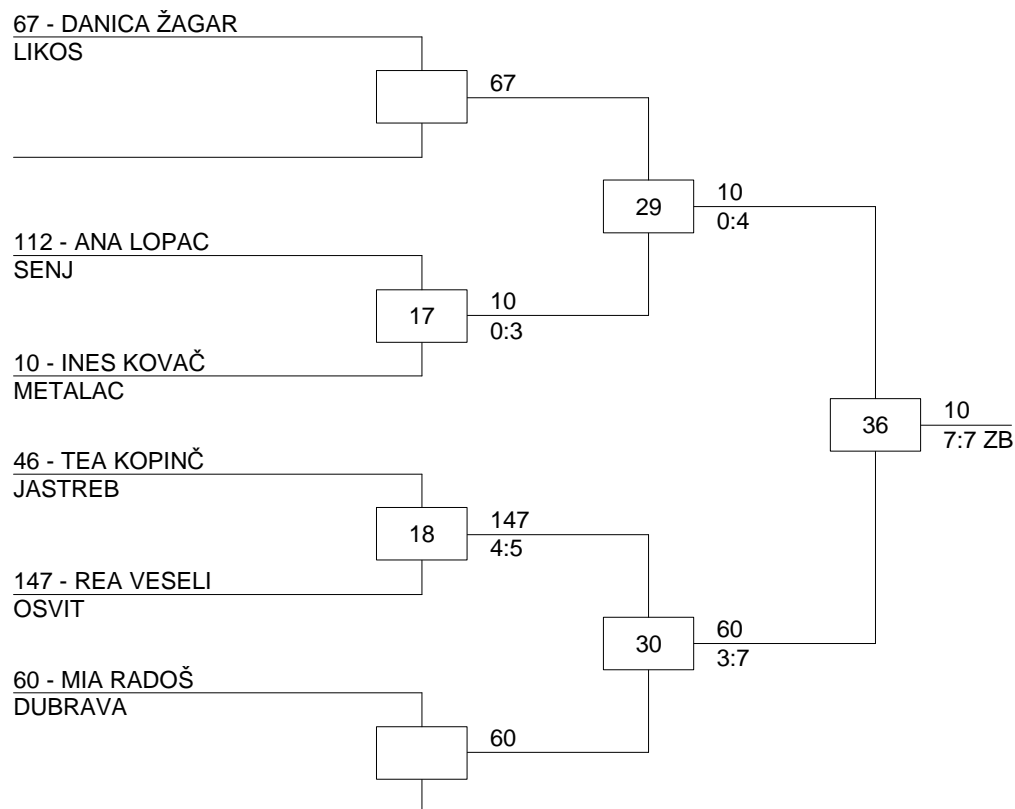 67 - DANICA ŽAGAR
LIKOS
67
29
10
0:4
112 - ANA LOPAC
SENJ
17
10
0:3
10 - INES KOVAČ
METALAC
36
10
7:7 ZB
46 - TEA KOPINČ
JASTREB
18
147
4:5
147 - REA VESELI
OSVIT
30
60
3:7
60 - MIA RADOŠ
DUBRAVA
60